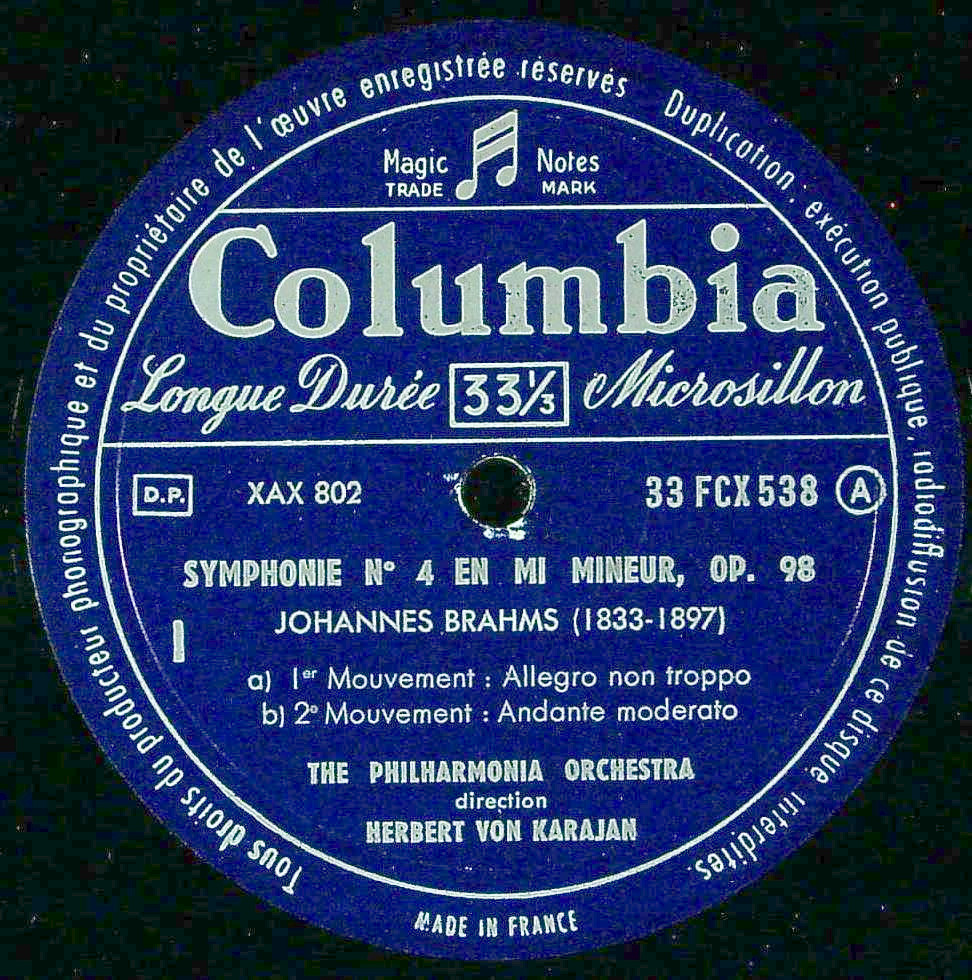 Tous droits du producteur phonographique et du propriétaire de l'œuvre enregistrée réservés
Duplication, exécution publique, radiodiffusion de ce disque interdites.
Magic Notes
TRADE MARK
Columbia
Longue Durée 33⅓ Microsillon
D.P. XAX 802 33 FCX 538 A
SYMPHONIE Nº 4 EN MI MINEUR, OP. 98
JOHANNES BRAHMS (1833-1897)
I
a) 1er Mouvement : Allegro non troppo
b) 2e Mouvement : Andante moderato
THE PHILHARMONIA ORCHESTRA
direction
HERBERT VON KARAJAN
MADE IN FRANCE